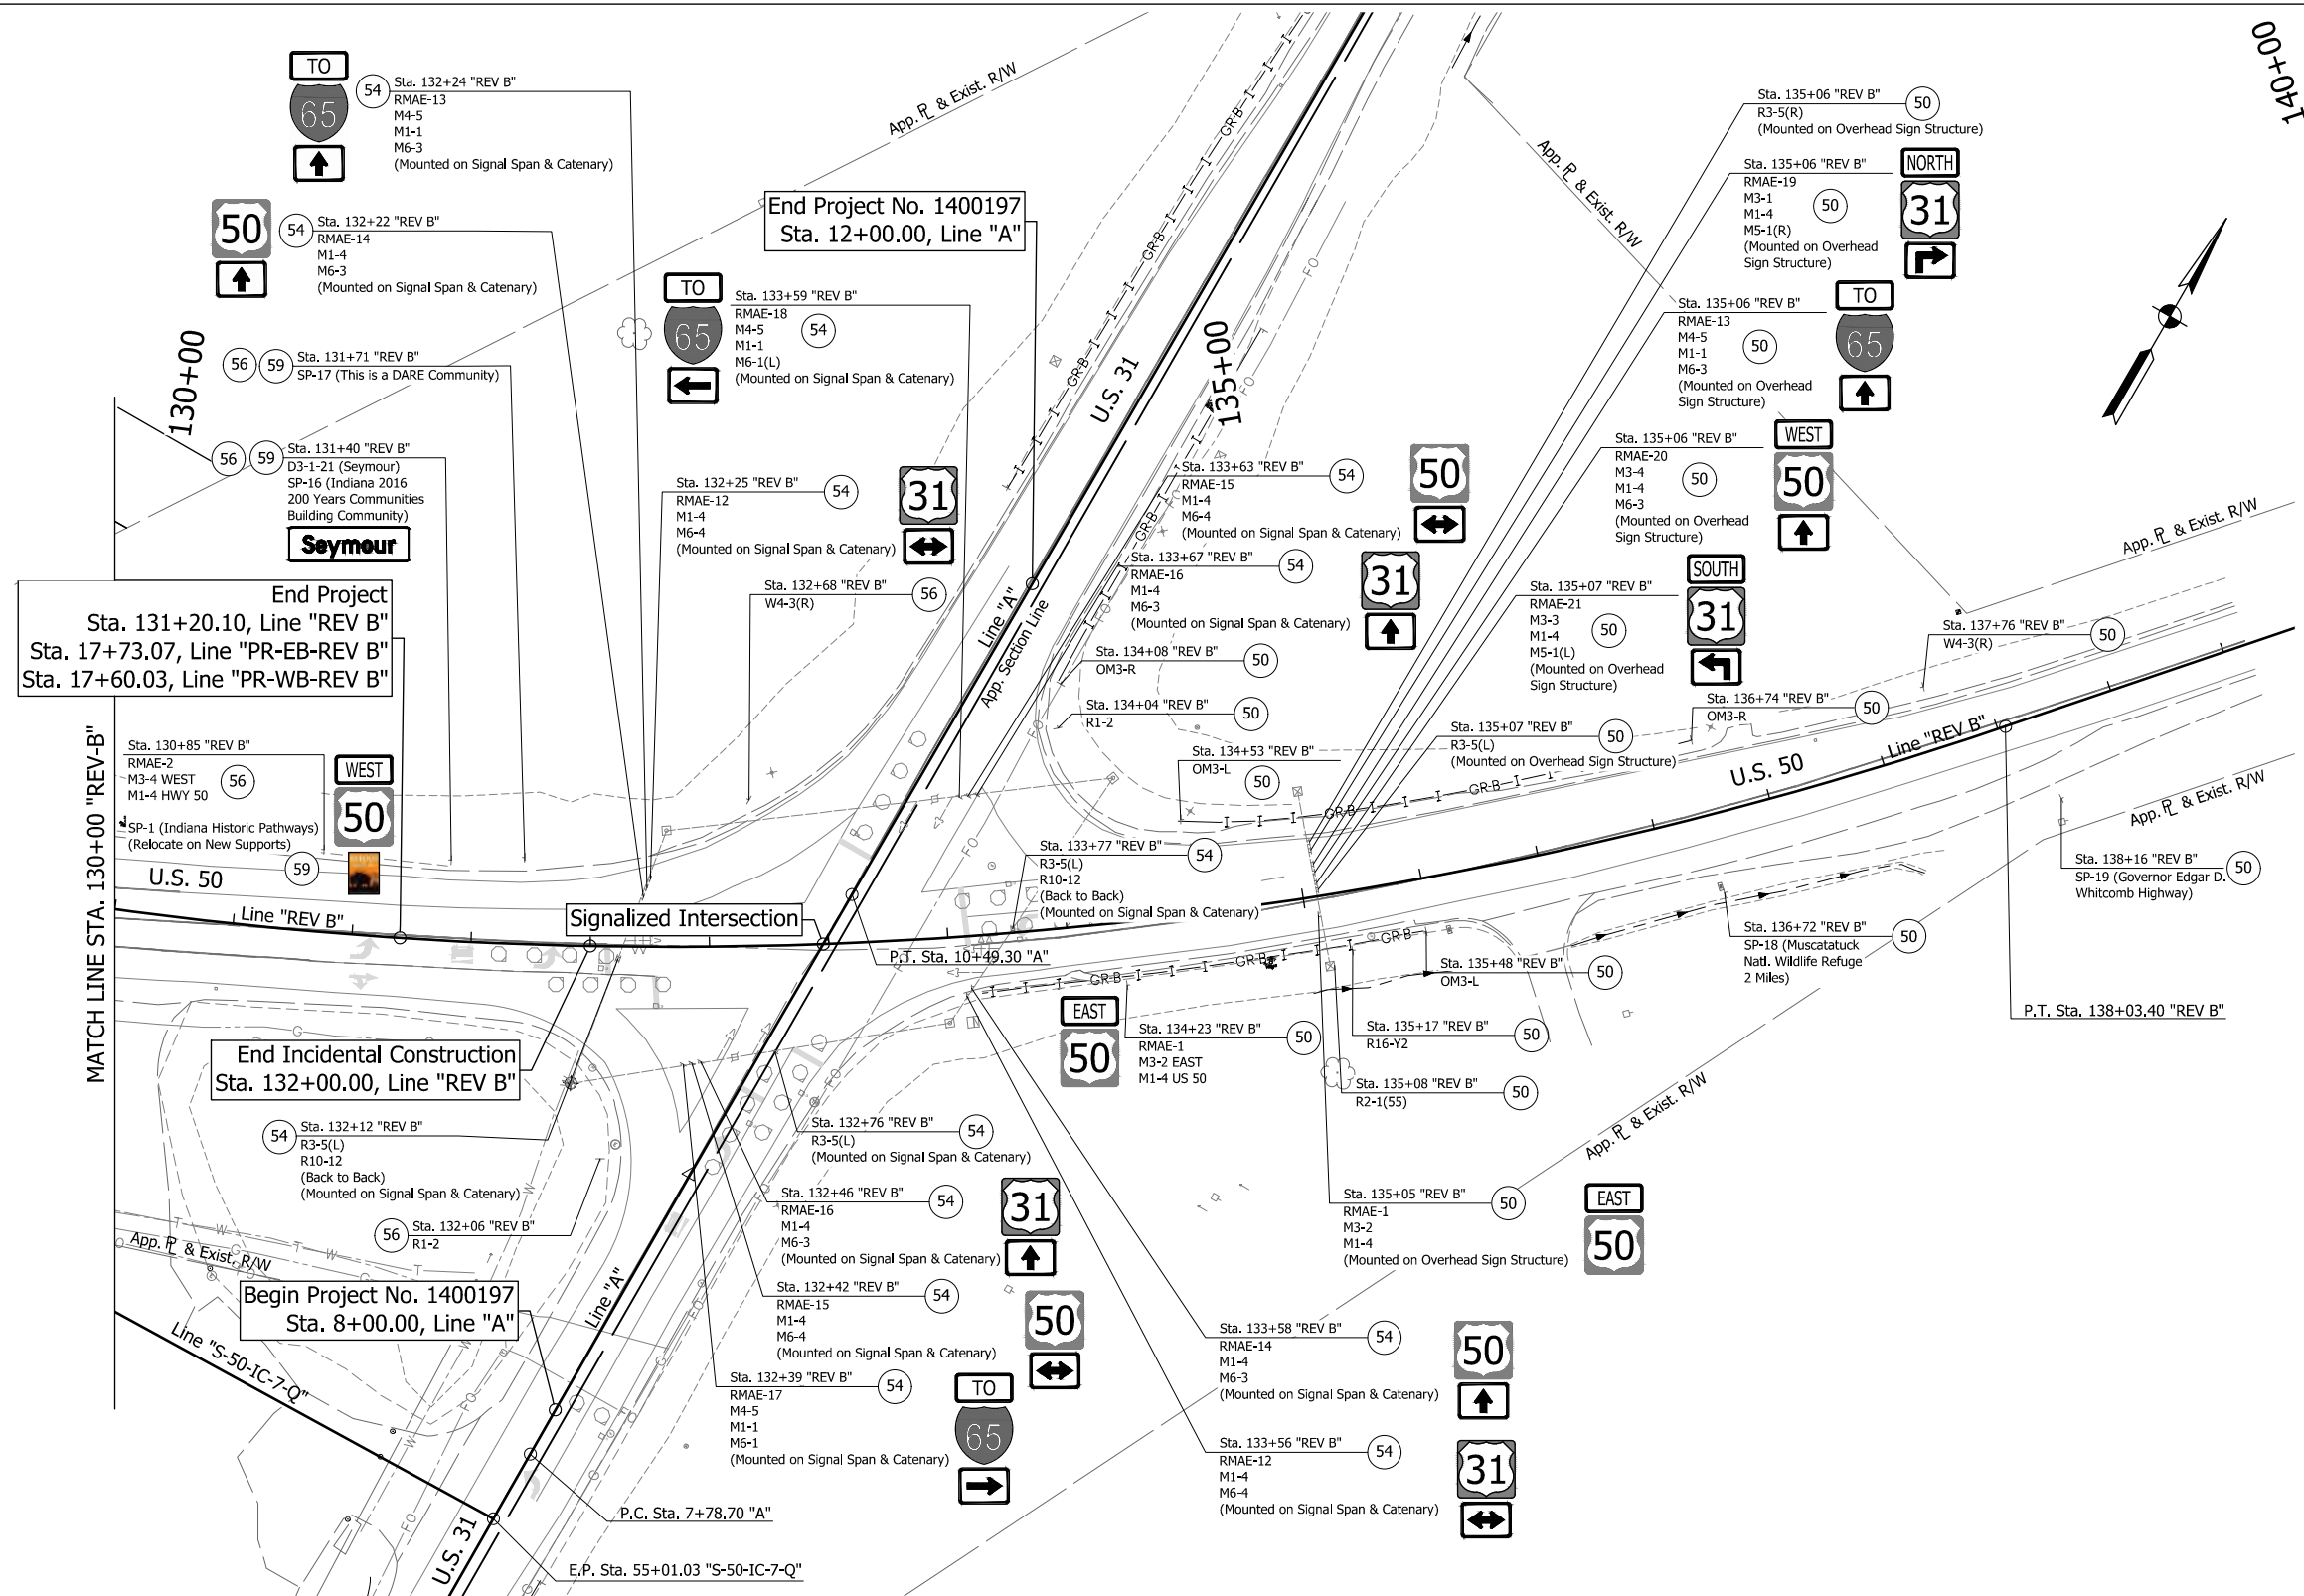 TO
65
54
Sta. 132+24 "REV B"
RMAE-13
M4-5
M1-1
M6-3
(Mounted on Signal Span & Catenary)
50
54
Sta. 132+22 "REV B"
RMAE-14
M1-4
M6-3
(Mounted on Signal Span & Catenary)
130+00
56
59
Sta. 131+71 "REV B"
SP-17 (This is a DARE Community)
56
59
Sta. 131+40 "REV B"
D3-1-21 (Seymour)
SP-16 (Indiana 2016
200 Years Communities
Building Community)
Seymour
End Project
Sta. 131+20.10, Line "REV B"
Sta. 17+73.07, Line "PR-EB-REV B"
Sta. 17+60.03, Line "PR-WB-REV B"
MATCH LINE STA. 130+00 "REV-B"
Sta. 130+85 "REV B"
RMAE-2
M3-4 WEST
M1-4 HWY 50
56
WEST
50
SP-1 (Indiana Historic Pathways)
(Relocate on New Supports)
59
U.S. 50
Line "REV B"
App. PL & Exist. R/W
End Project No. 1400197
Sta. 12+00.00, Line "A"
TO
65
Sta. 133+59 "REV B"
RMAE-18
M4-5
M1-1
M6-1(L)
(Mounted on Signal Span & Catenary)
54
Sta. 132+25 "REV B"
RMAE-12
M1-4
M6-4
(Mounted on Signal Span & Catenary)
54
31
Sta. 132+68 "REV B"
W4-3(R)
56
U.S. 31
Line "A"
App. Section Line
135+00
GR-B
GR-B
GR-B
GR-B
GR-B
GR-B
FO
FO
Sta. 133+63 "REV B"
RMAE-15
M1-4
M6-4
(Mounted on Signal Span & Catenary)
54
50
Sta. 133+67 "REV B"
RMAE-16
M1-4
M6-3
(Mounted on Signal Span & Catenary)
54
31
Sta. 134+08 "REV B"
OM3-R
50
Sta. 134+04 "REV B"
R1-2
50
Sta. 134+53 "REV B"
OM3-L
50
Sta. 133+77 "REV B"
R3-5(L)
R10-12
(Back to Back)
(Mounted on Signal Span & Catenary)
54
140+00
App. PL & Exist. R/W
Sta. 135+06 "REV B"
R3-5(R)
(Mounted on Overhead Sign Structure)
50
Sta. 135+06 "REV B"
RMAE-19
M3-1
M1-4
M5-1(R)
(Mounted on Overhead
Sign Structure)
50
NORTH
31
Sta. 135+06 "REV B"
RMAE-13
M4-5
M1-1
M6-3
(Mounted on Overhead
Sign Structure)
50
TO
65
Sta. 135+06 "REV B"
RMAE-20
M3-4
M1-4
M6-3
(Mounted on Overhead
Sign Structure)
50
WEST
50
Sta. 135+07 "REV B"
RMAE-21
M3-3
M1-4
M5-1(L)
(Mounted on Overhead
Sign Structure)
50
SOUTH
31
Sta. 135+07 "REV B"
R3-5(L)
(Mounted on Overhead Sign Structure)
50
Sta. 136+74 "REV B"
OM3-R
50
Sta. 137+76 "REV B"
W4-3(R)
50
App. PL & Exist. R/W
GR-B
GR-B
Line "REV B"
U.S. 50
App. PL & Exist. R/W
Sta. 138+16 "REV B"
SP-19 (Governor Edgar D.
Whitcomb Highway)
50
Sta. 136+72 "REV B"
SP-18 (Muscatatuck
Natl. Wildlife Refuge
2 Miles)
50
P.T. Sta. 138+03.40 "REV B"
Signalized Intersection
P.T. Sta. 10+49.30 "A"
GR-B
GR-B
GR-B
Sta. 135+48 "REV B"
OM3-L
50
EAST
50
Sta. 134+23 "REV B"
RMAE-1
M3-2 EAST
M1-4 US 50
50
Sta. 135+17 "REV B"
R16-Y2
50
Sta. 135+08 "REV B"
R2-1(55)
50
App. PL & Exist. R/W
Sta. 135+05 "REV B"
RMAE-1
M3-2
M1-4
(Mounted on Overhead Sign Structure)
50
EAST
50
End Incidental Construction
Sta. 132+00.00, Line "REV B"
54
Sta. 132+12 "REV B"
R3-5(L)
R10-12
(Back to Back)
(Mounted on Signal Span & Catenary)
56
Sta. 132+06 "REV B"
R1-2
App. PL & Exist. R/W
Begin Project No. 1400197
Sta. 8+00.00, Line "A"
Line "S-50-IC-7-Q"
Line "A"
Sta. 132+76 "REV B"
R3-5(L)
(Mounted on Signal Span & Catenary)
54
Sta. 132+46 "REV B"
RMAE-16
M1-4
M6-3
(Mounted on Signal Span & Catenary)
54
31
Sta. 132+42 "REV B"
RMAE-15
M1-4
M6-4
(Mounted on Signal Span & Catenary)
54
50
Sta. 132+39 "REV B"
RMAE-17
M4-5
M1-1
M6-1
(Mounted on Signal Span & Catenary)
54
TO
65
Sta. 133+58 "REV B"
RMAE-14
M1-4
M6-3
(Mounted on Signal Span & Catenary)
54
50
Sta. 133+56 "REV B"
RMAE-12
M1-4
M6-4
(Mounted on Signal Span & Catenary)
54
31
P.C. Sta. 7+78.70 "A"
U.S. 31
E.P. Sta. 55+01.03 "S-50-IC-7-Q"